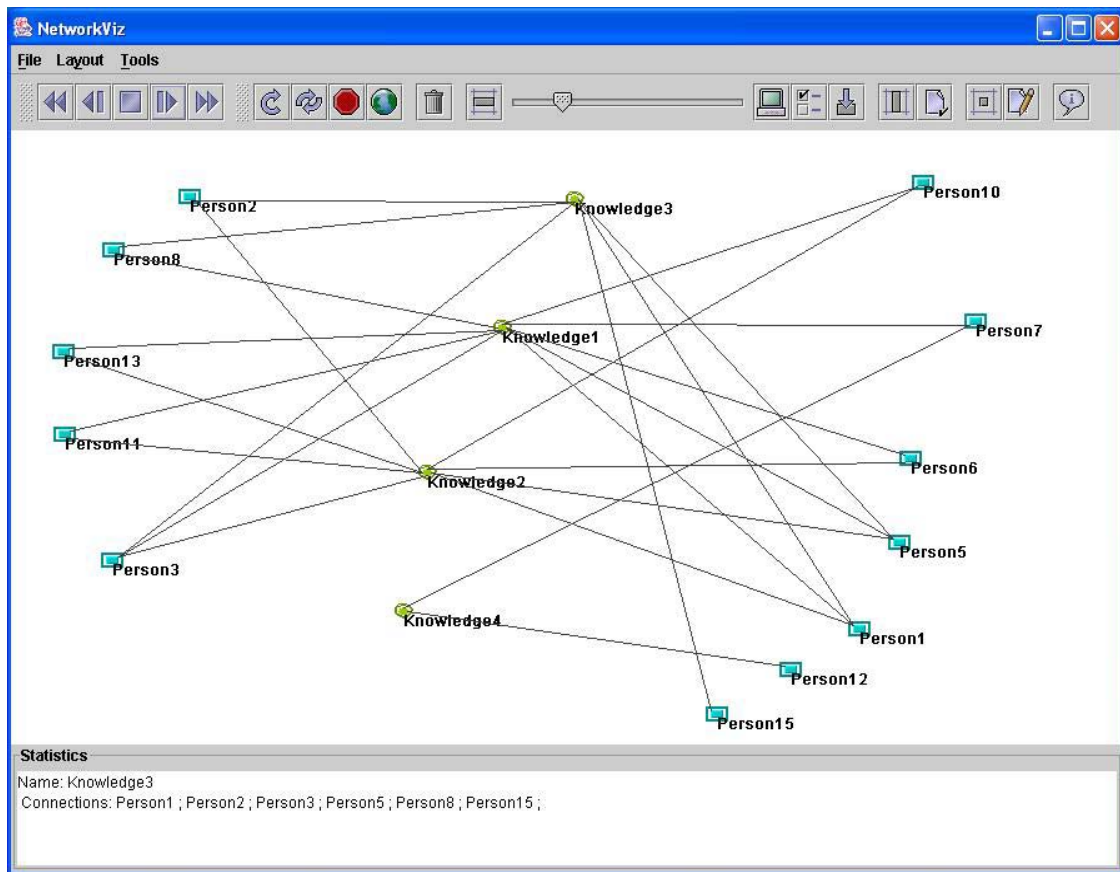 NetworkViz
File Layout Tools
Person2
Knowledge3
Person10
Person8
Knowledge1
Person7
Person13
Person11
Person6
Knowledge2
Person5
Person3
Knowledge4
Person1
Person12
Person15
Statistics
Name: Knowledge3
Connections: Person1 ; Person2 ; Person3 ; Person5 ; Person8 ; Person15 ;